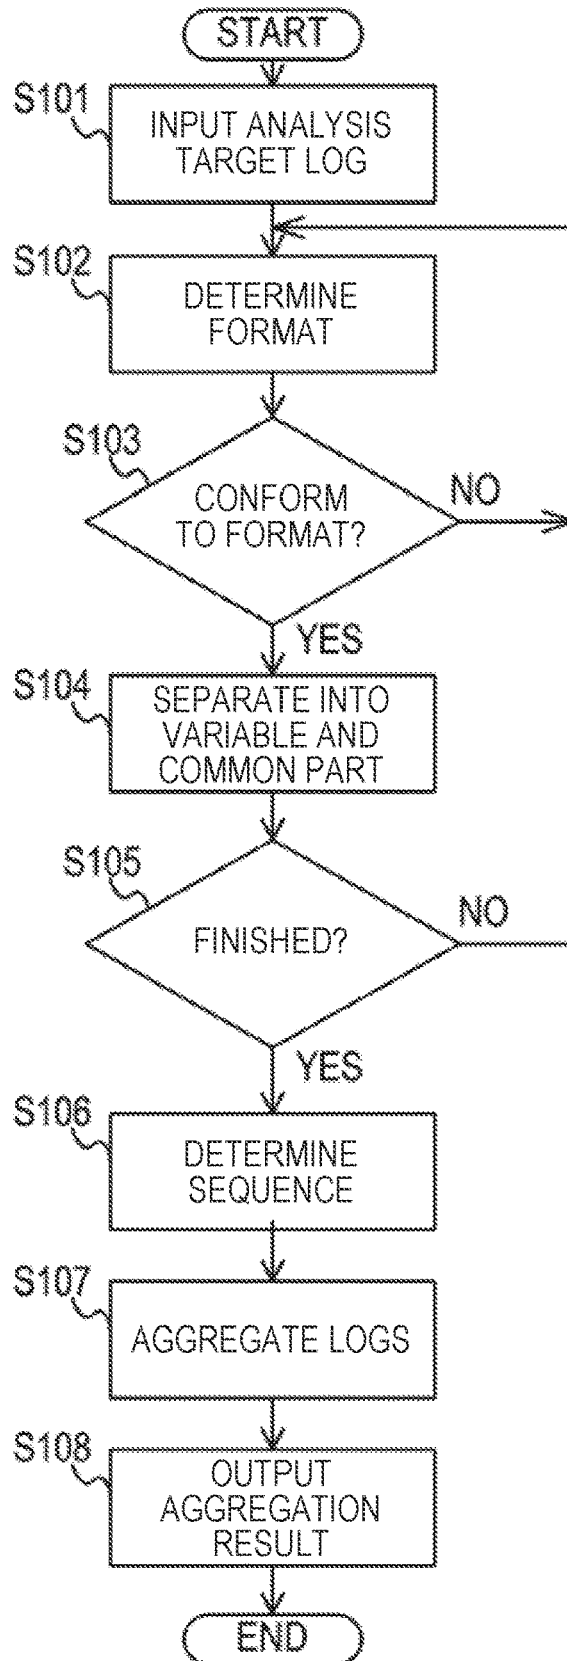 START
S101
INPUT ANALYSIS
TARGET LOG
S102
DETERMINE
FORMAT
S103
CONFORM
TO FORMAT?
NO
YES
S104
SEPARATE INTO
VARIABLE AND
COMMON PART
S105
FINISHED?
NO
YES
S106
DETERMINE
SEQUENCE
S107
AGGREGATE LOGS
S108
OUTPUT
AGGREGATION
RESULT
END